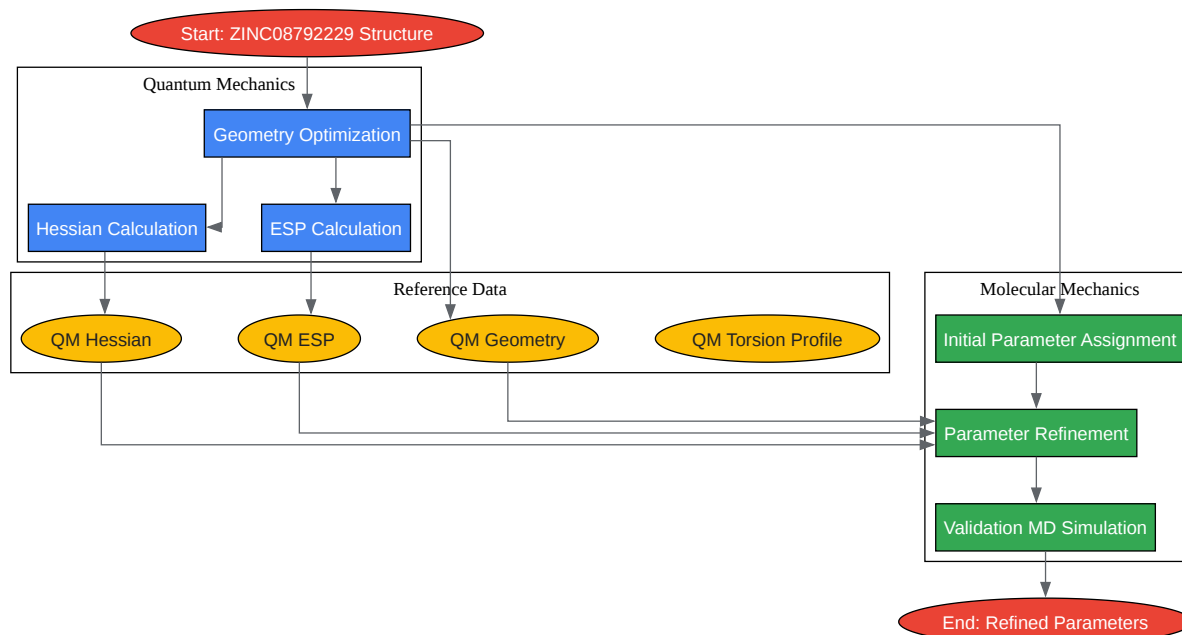 Start: ZINC08792229 Structure
Quantum Mechanics
Geometry Optimization
Hessian Calculation
ESP Calculation
Reference Data
Molecular Mechanics
QM Hessian
QM ESP
QM Geometry
QM Torsion Profile
Initial Parameter Assignment
Parameter Refinement
Validation MD Simulation
End: Refined Parameters